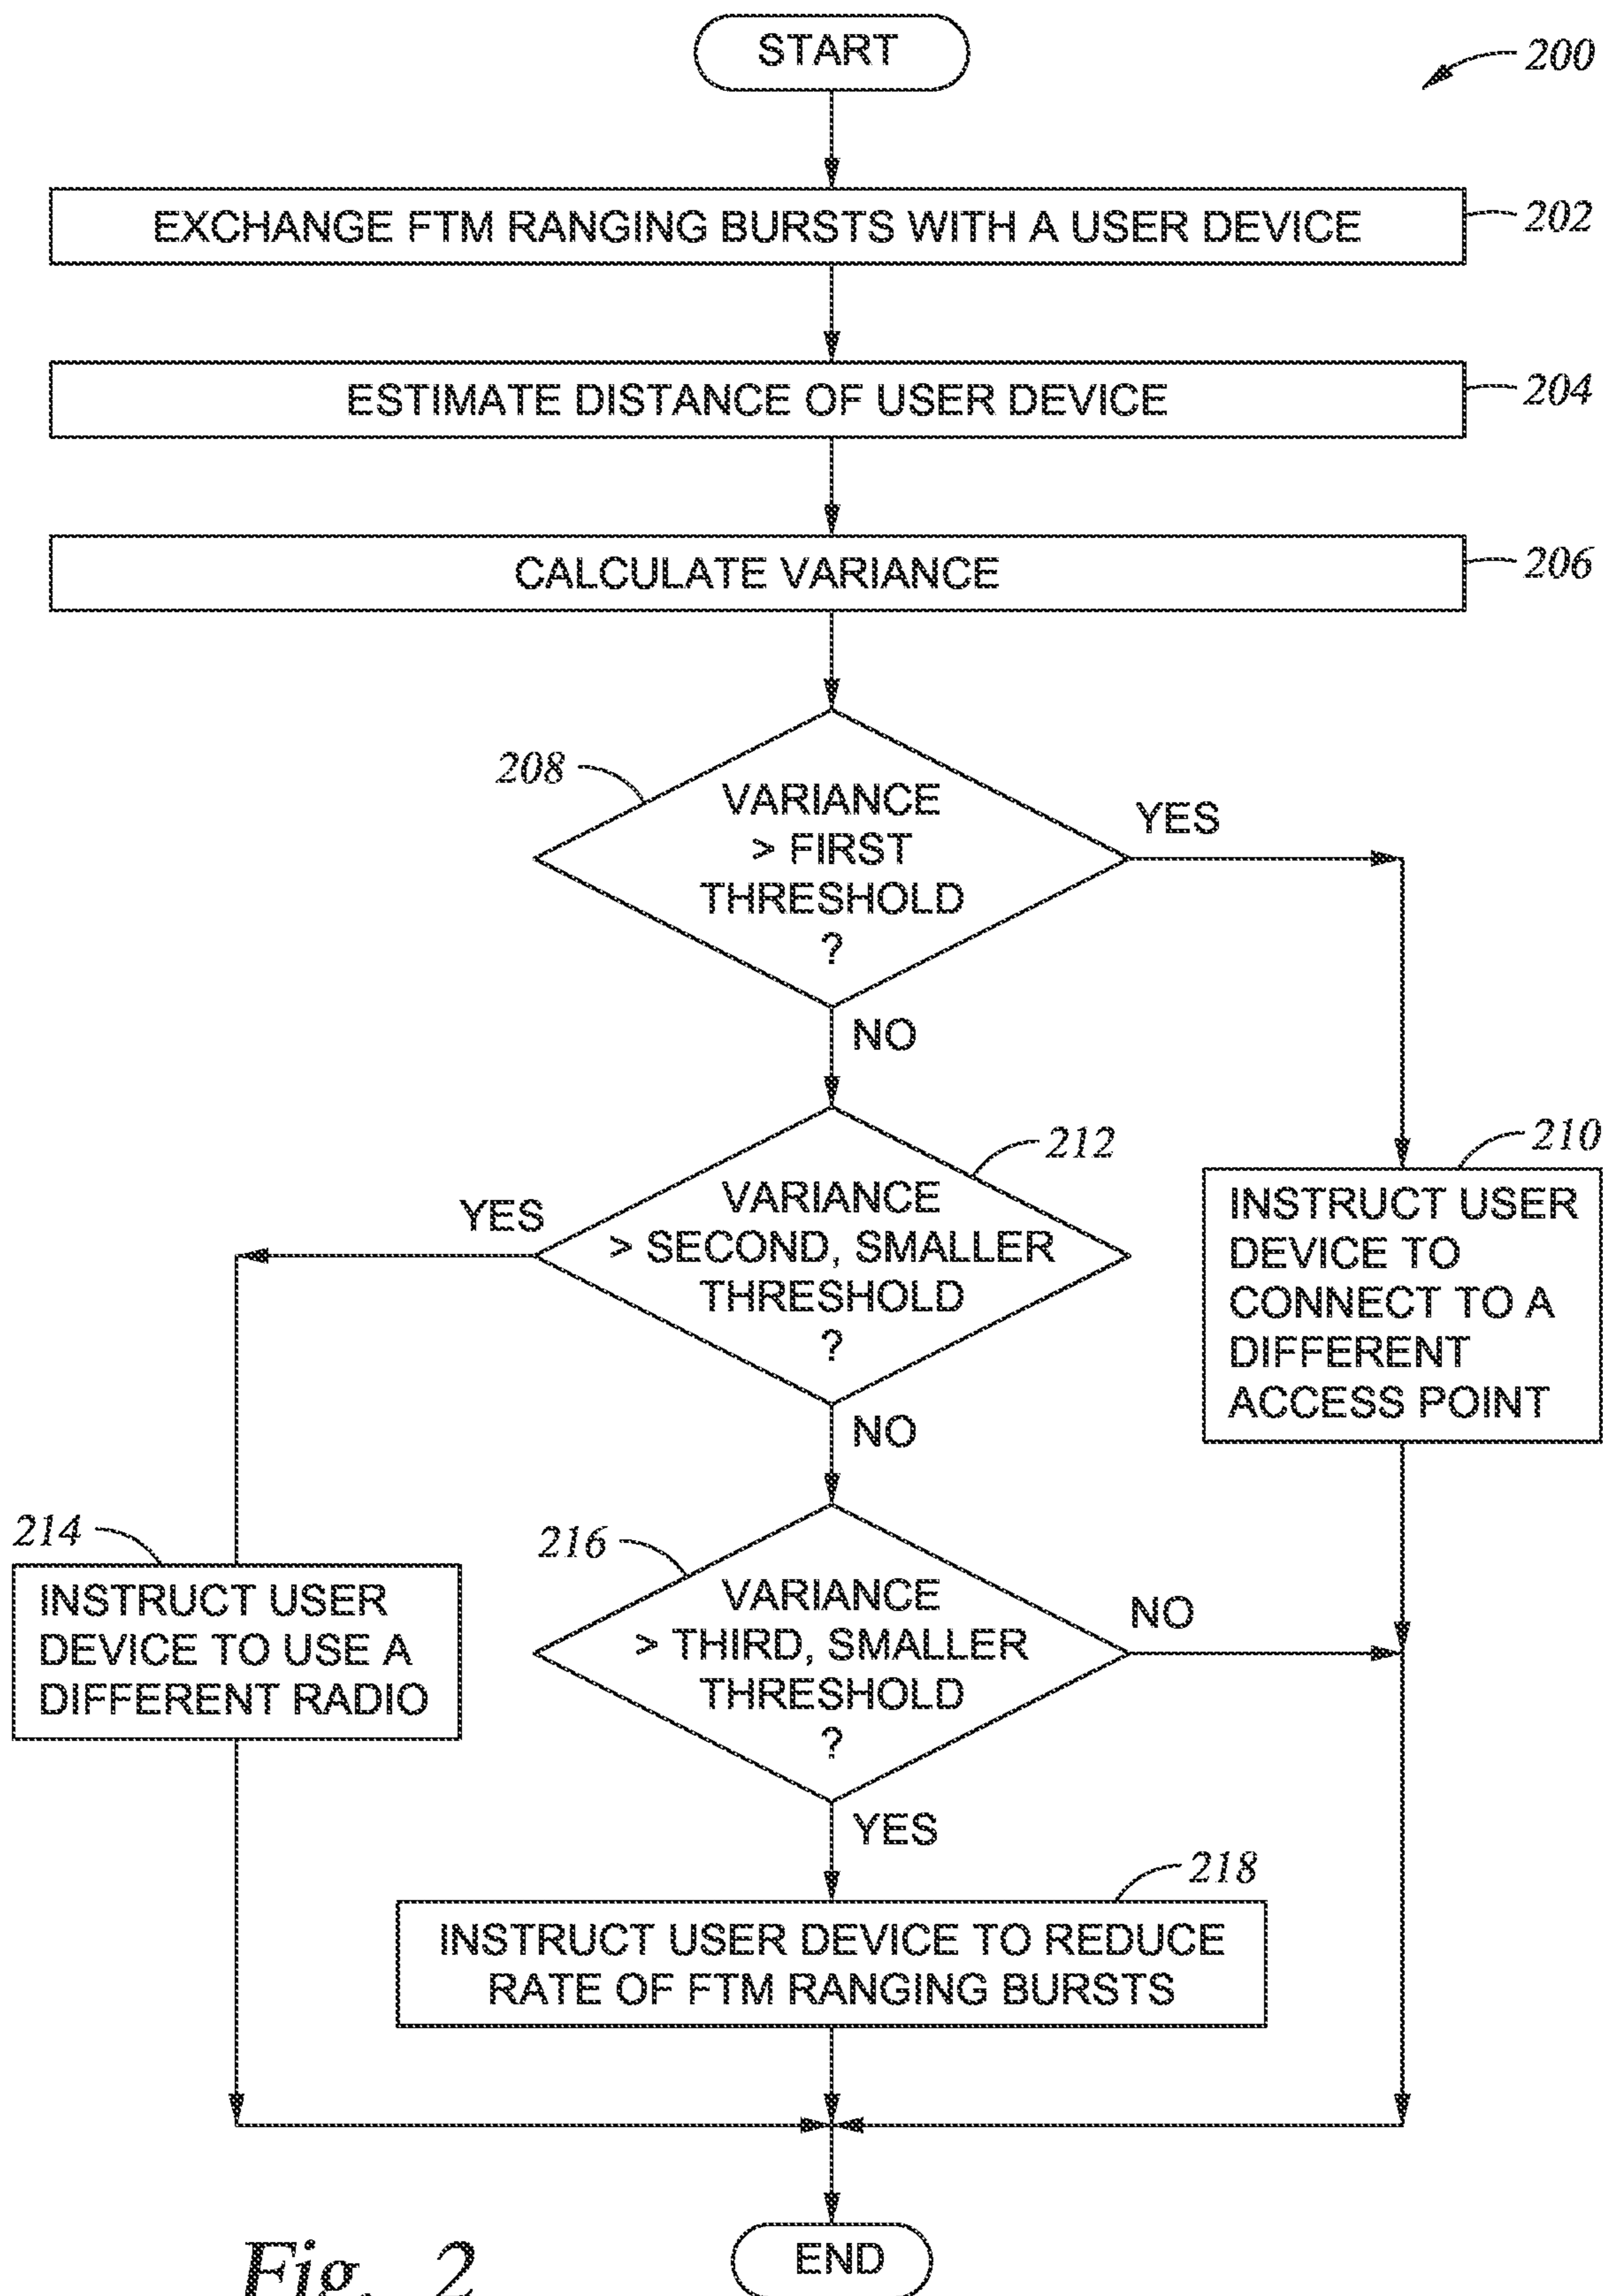 START
200
EXCHANGE FTM RANGING BURSTS WITH A USER DEVICE
202
ESTIMATE DISTANCE OF USER DEVICE
204
CALCULATE VARIANCE
206
208
VARIANCE
> FIRST
THRESHOLD
?
YES
NO
212
VARIANCE
> SECOND, SMALLER
THRESHOLD
?
YES
NO
210
INSTRUCT USER
DEVICE TO
CONNECT TO A
DIFFERENT
ACCESS POINT
214
INSTRUCT USER
DEVICE TO USE A
DIFFERENT RADIO
216
VARIANCE
> THIRD, SMALLER
THRESHOLD
?
NO
YES
218
INSTRUCT USER DEVICE TO REDUCE
RATE OF FTM RANGING BURSTS
END
Fig. 2